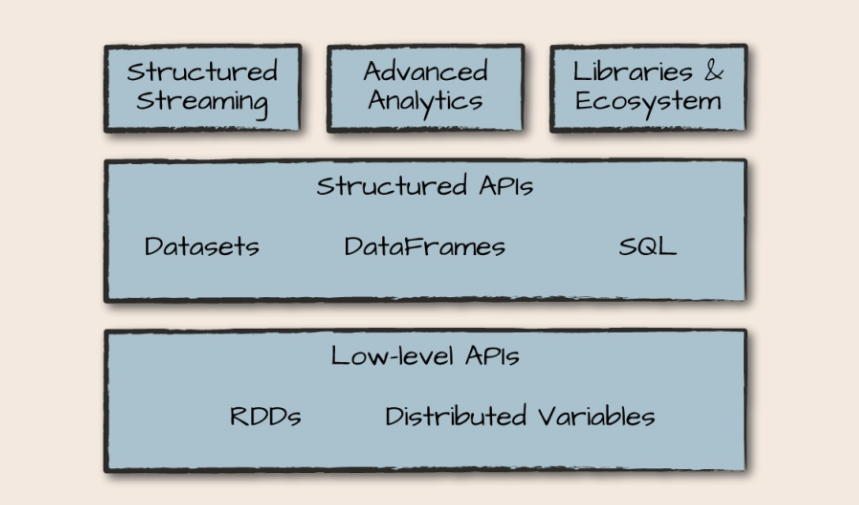 Structured
Streaming
Advanced
Analytics
Libraries &
Ecosystem
Structured APIs
Datasets DataFrames SQL
Low-level APIs
RDDs Distributed Variables